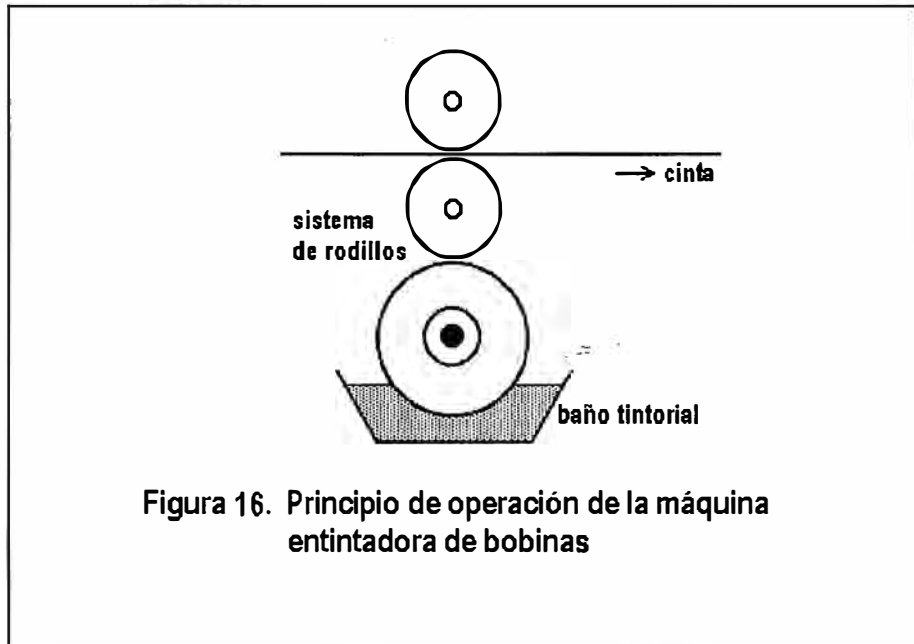 → cinta
sistema
de rodillos
baño tintorial
Figura 16. Principio de operación de la máquina
entintadora de bobinas